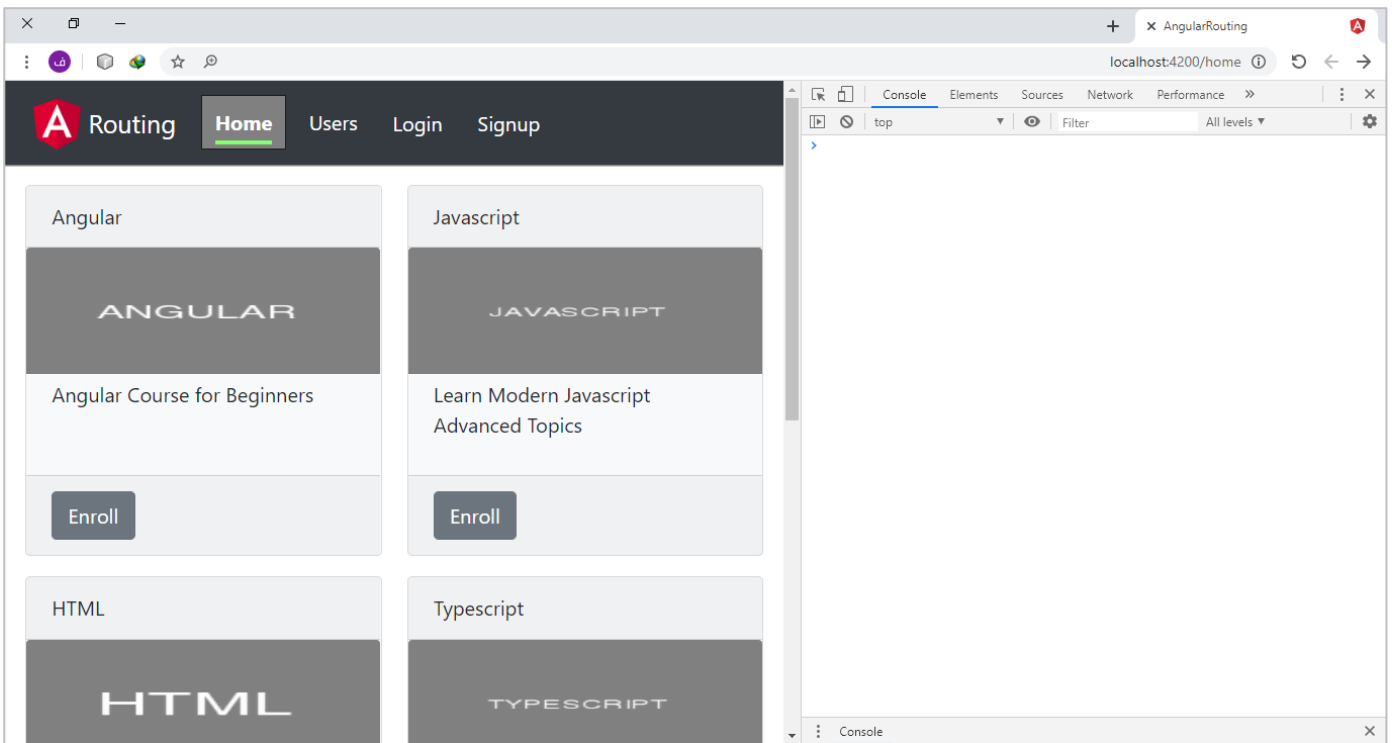 AngularRouting
ف
localhost:4200/home
Routing Home Users Login Signup
Angular
ANGULAR
Angular Course for Beginners
Enroll
Javascript
JAVASCRIPT
Learn Modern Javascript
Advanced Topics
Enroll
HTML
HTML
Typescript
TYPESCRIPT
Console Elements Sources Network Performance
top Filter All levels
Console